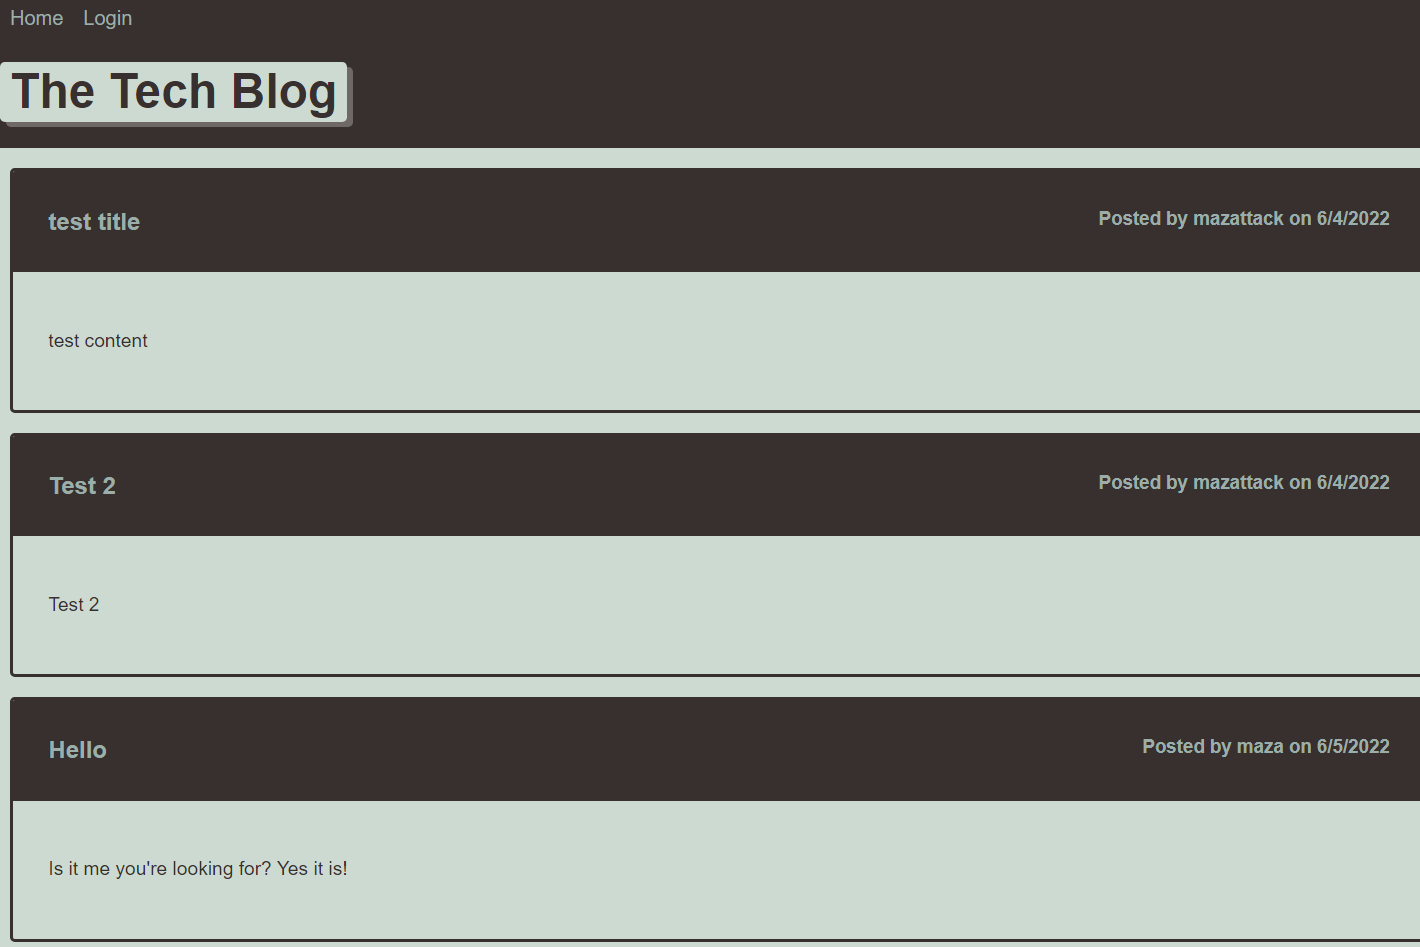 Home Login
The Tech Blog
test title Posted by mazattack on 6/4/2022
test content
Test 2 Posted by mazattack on 6/4/2022
Test 2
Hello Posted by maza on 6/5/2022
Is it me you're looking for? Yes it is!